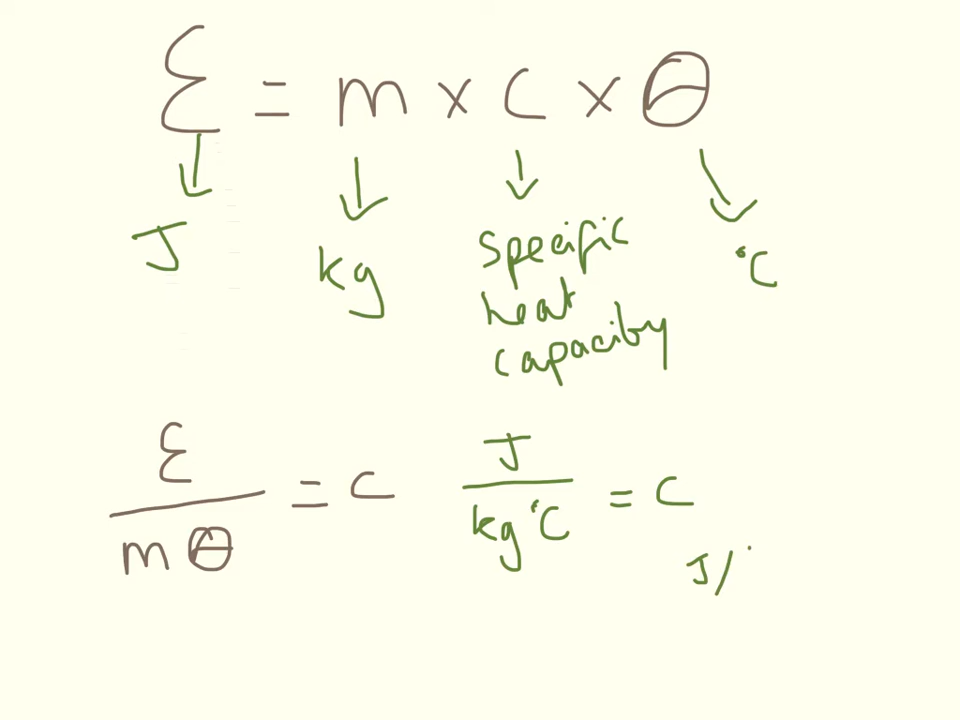 E = m × c × θ
J kg specific heat capacity °C
E / mθ = c
J / kg °C = c
J/